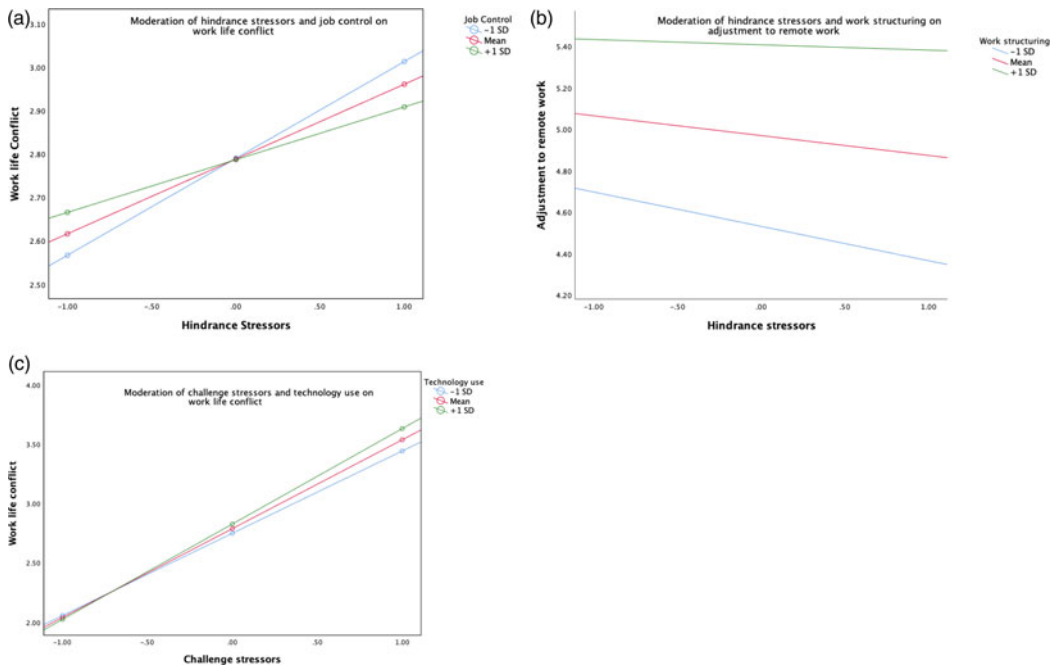 (a)
Moderation of hindrance stressors and job control on
work life conflict
Job Control
-1 SD
Mean
+1 SD
3.10
3.00
2.90
2.80
2.70
2.60
2.50
Work life Conflict
-1.00
-.50
.00
.50
1.00
Hindrance Stressors
(b)
Moderation of hindrance stressors and work structuring on
adjustment to remote work
Work structuring
-1 SD
Mean
+1 SD
5.40
5.20
5.00
4.80
4.60
4.40
4.20
Adjustment to remote work
-1.00
-.50
.00
.50
1.00
Hindrance stressors
(c)
Moderation of challenge stressors and technology use on
work life conflict
Technology use
-1 SD
Mean
+1 SD
4.00
3.50
3.00
2.50
2.00
Work life conflict
-1.00
-.50
.00
.50
1.00
Challenge stressors